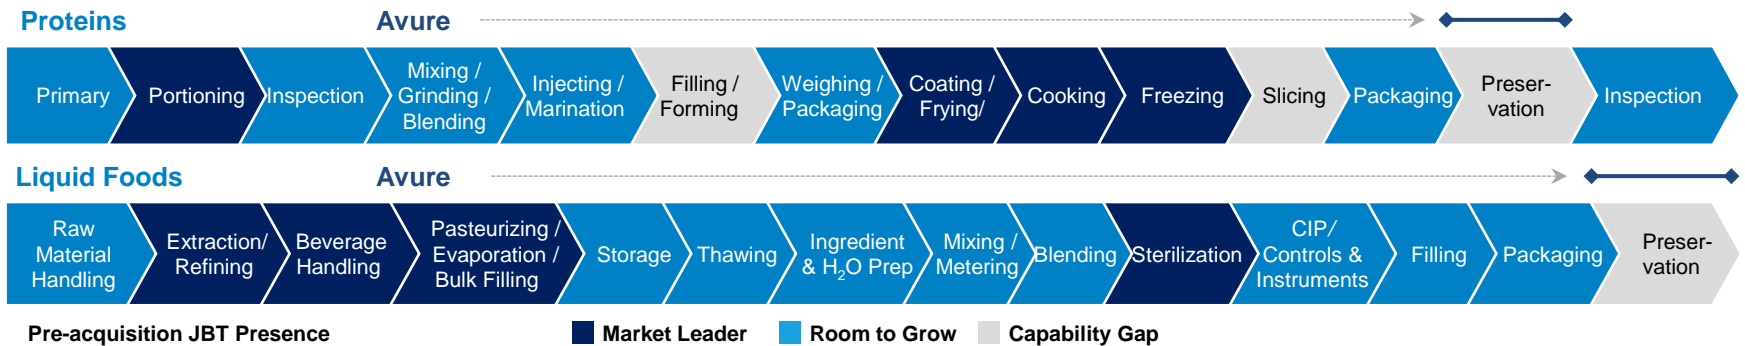 Proteins
Avure
Primary
Portioning
Inspection
Mixing /
Grinding /
Blending
Injecting /
Marination
Filling /
Forming
Weighing /
Packaging
Coating /
Frying/
Cooking
Freezing
Slicing
Packaging
Preser-
vation
Inspection
Liquid Foods
Avure
Raw
Material
Handling
Extraction/
Refining
Beverage
Handling
Pasteurizing /
Evaporation /
Bulk Filling
Storage
Thawing
Ingredient
& H₂O Prep
Mixing /
Metering
Blending
Sterilization
CIP/
Controls &
Instruments
Filling
Packaging
Preser-
vation
Pre-acquisition JBT Presence
Market Leader
Room to Grow
Capability Gap